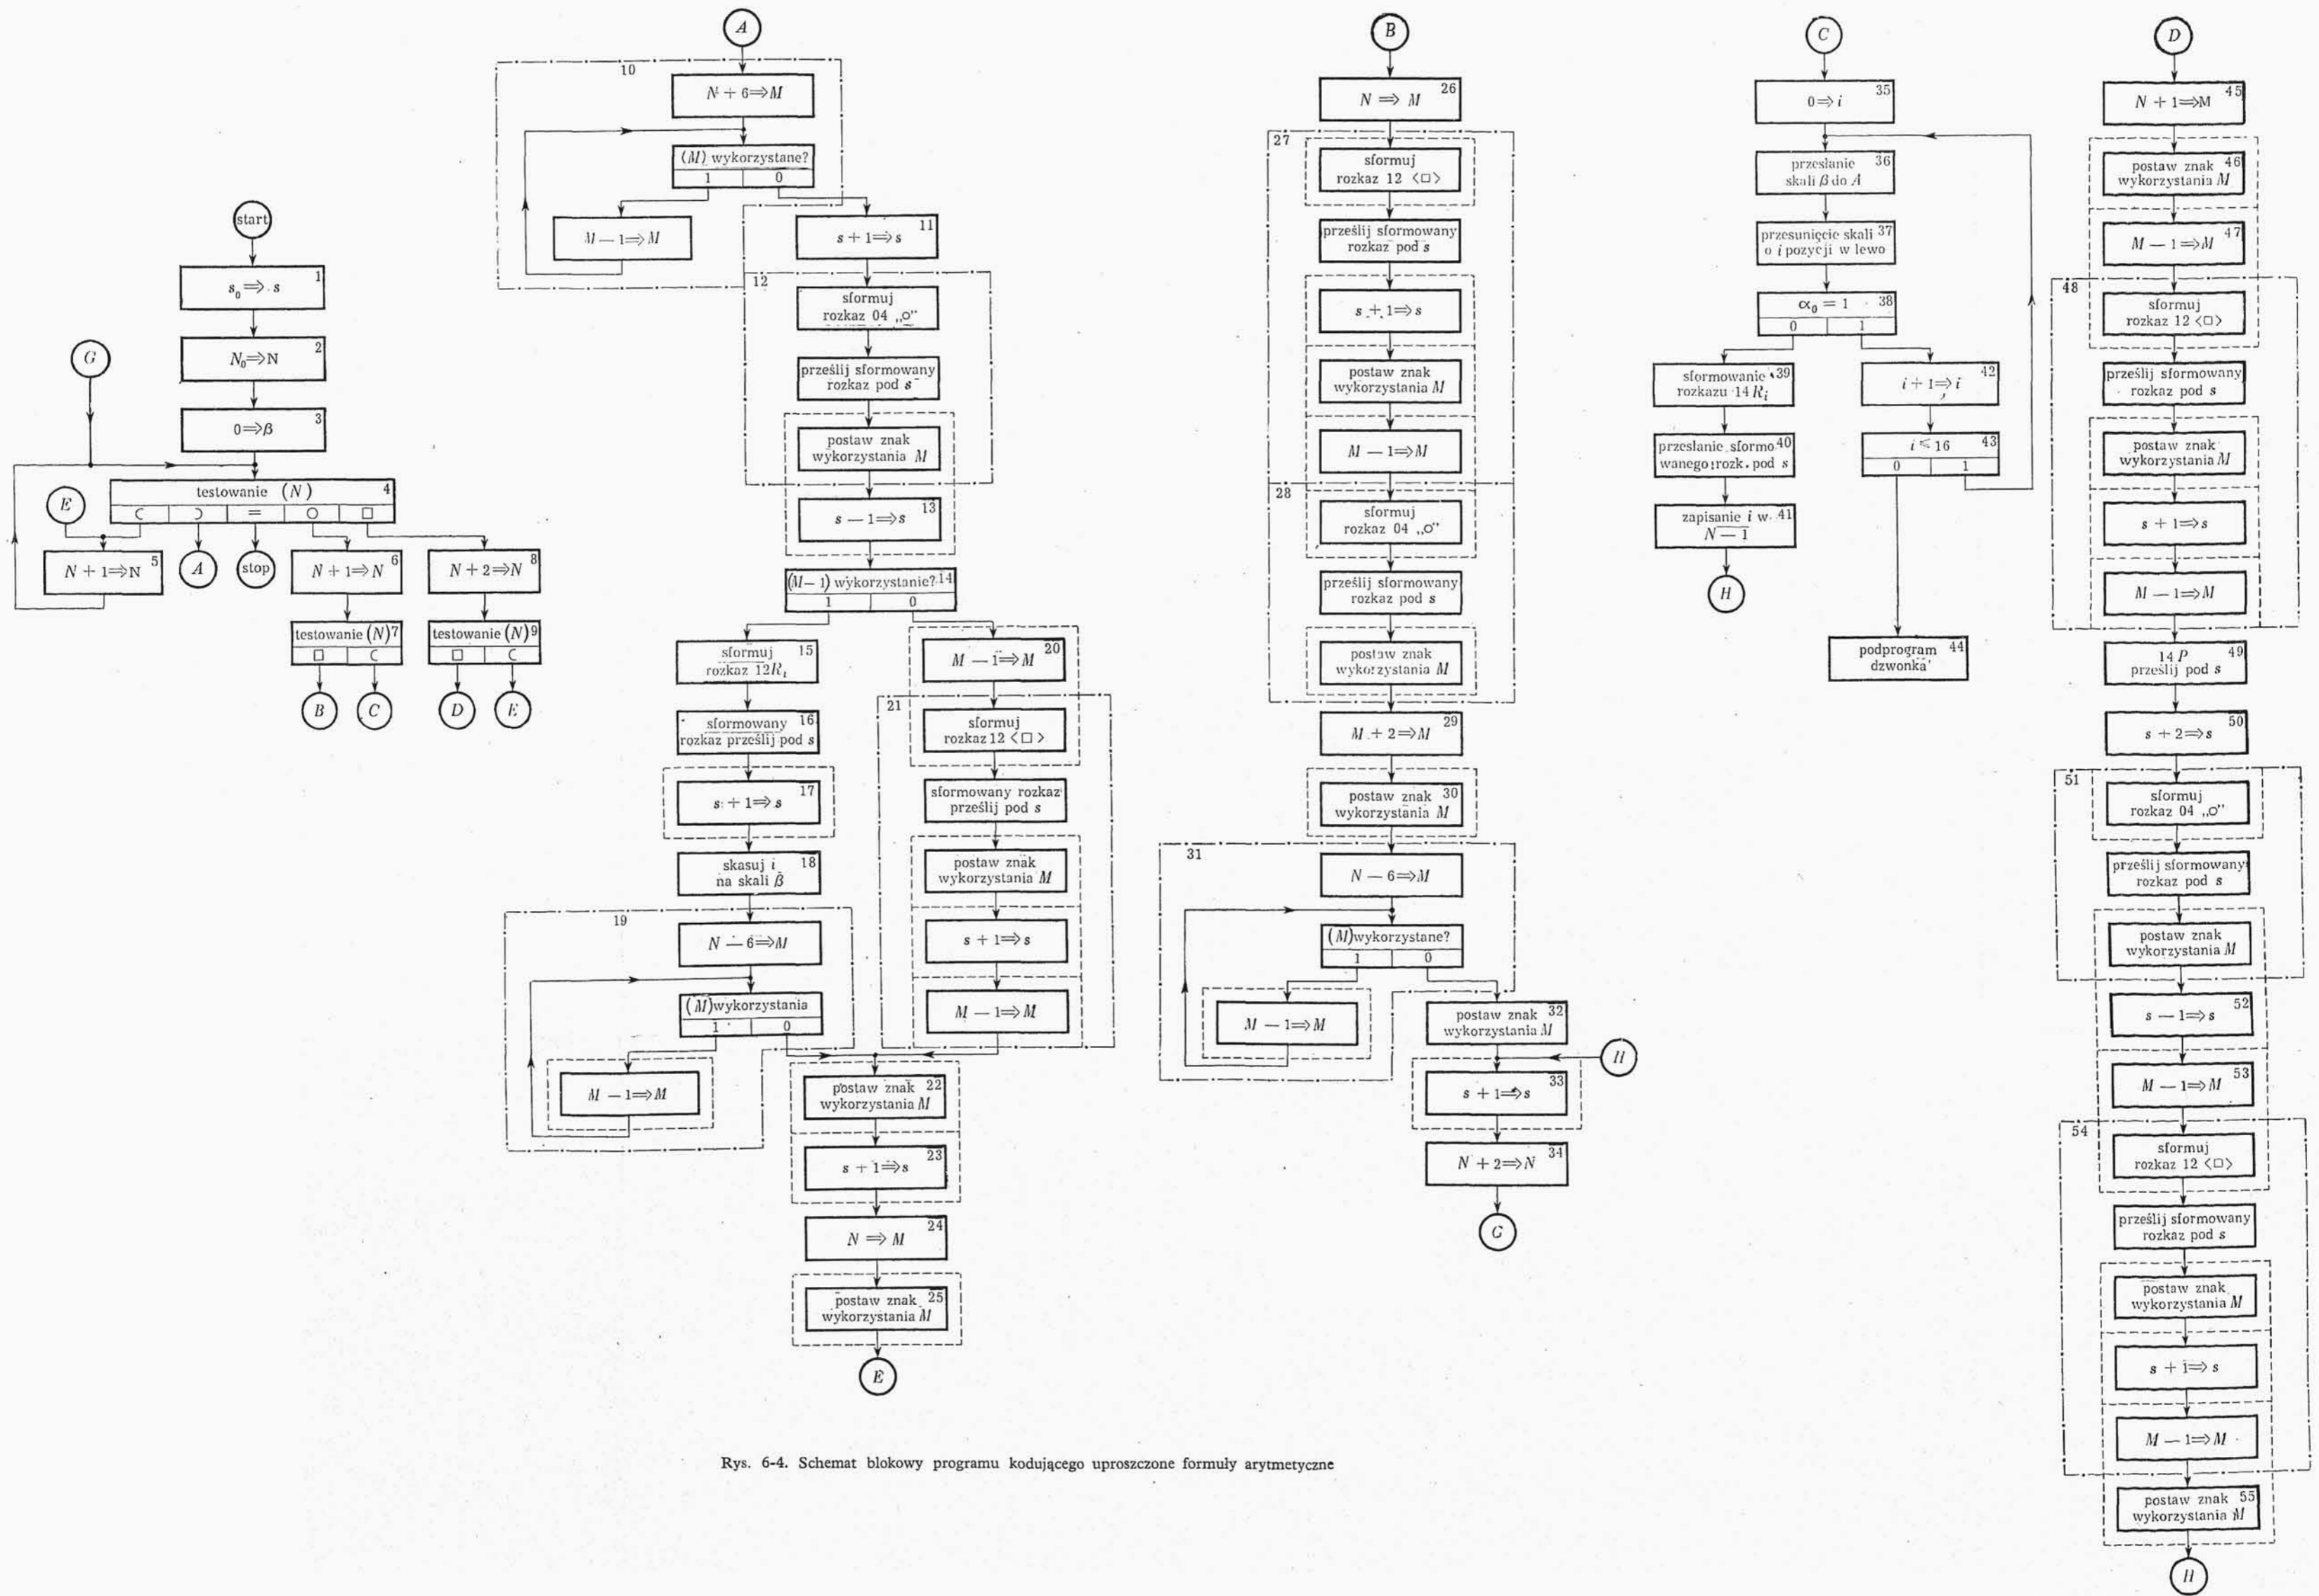 start
s₀ ⇒ s 1
N₀ ⇒ N 2
0 ⇒ β 3
G
E
testowanie (N) 4
( ) = ○ □
N + 1 ⇒ N 5
A
stop
N + 1 ⇒ N 6
N + 2 ⇒ N 8
testowanie (N) 7
□ (
testowanie (N) 9
□ (
B
C
D
E
A
10
N + 6 ⇒ M
(M) wykorzystane?
1 0
M — 1 ⇒ M
s + 1 ⇒ s 11
12
sformuj
rozkaz 04 „○”
prześlij sformowany
rozkaz pod s
postaw znak
wykorzystania M
s — 1 ⇒ s 13
(M— 1) wykorzystanie? 14
1 0
sformuj 15
rozkaz 12R₁
sformowany 16
rozkaz prześlij pod s
s + 1 ⇒ s 17
skasuj i 18
na skali β
19
N — 6 ⇒ M
(M) wykorzystania
1 0
M — 1 ⇒ M
M — 1 ⇒ M 20
21
sformuj
rozkaz 12 <□>
sformowany rozkaz
prześlij pod s
postaw znak
wykorzystania M
s + 1 ⇒ s
M — 1 ⇒ M
postaw znak 22
wykorzystania M
s + 1 ⇒ s 23
N ⇒ M 24
postaw znak 25
wykorzystania M
E
B
N ⇒ M 26
27
sformuj
rozkaz 12 <□>
prześlij sformowany
rozkaz pod s
s + 1 ⇒ s
postaw znak
wykorzystania M
M — 1 ⇒ M
28
sformuj
rozkaz 04 „○”
prześlij sformowany
rozkaz pod s
postaw znak
wykorzystania M
M + 2 ⇒ M 29
postaw znak 30
wykorzystania M
31
N — 6 ⇒ M
(M) wykorzystane?
1 0
M — 1 ⇒ M
postaw znak 32
wykorzystania M
H
s + 1 ⇒ s 33
N + 2 ⇒ N 34
G
C
0 ⇒ i 35
przesłanie 36
skali β do A
przesunięcie skali 37
o i pozycji w lewo
α₀ = 1 38
0 1
sformowanie 39
rozkazu 14 Rᵢ
przesłanie sformo 40
wanego rozk. pod s
zapisanie i w 41
N — 1
H
i + 1 ⇒ i 42
i ≤ 16 43
0 1
podprogram 44
dzwonka
D
N + 1 ⇒ M 45
postaw znak 46
wykorzystania M
M — 1 ⇒ M 47
48
sformuj
rozkaz 12 <□>
prześlij sformowany
rozkaz pod s
postaw znak
wykorzystania M
s + 1 ⇒ s
M — 1 ⇒ M
14 P 49
prześlij pod s
s + 2 ⇒ s 50
51
sformuj
rozkaz 04 „○”
prześlij sformowany
rozkaz pod s
postaw znak
wykorzystania M
s — 1 ⇒ s 52
M — 1 ⇒ M 53
54
sformuj
rozkaz 12 <□>
prześlij sformowany
rozkaz pod s
postaw znak
wykorzystania M
s + 1 ⇒ s
M — 1 ⇒ M
postaw znak 55
wykorzystania M
H
Rys. 6-4. Schemat blokowy programu kodującego uproszczone formuły arytmetyczne